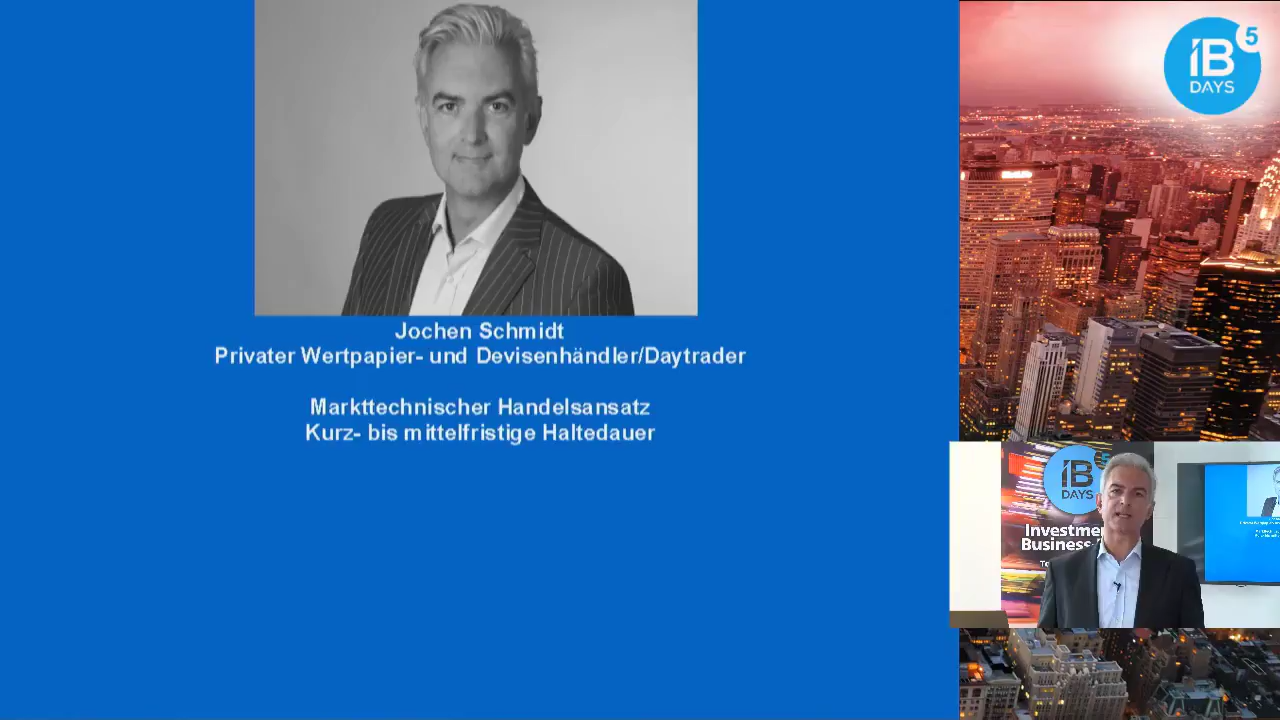 Jochen Schmidt
Privater Wertpapier- und Devisenhändler/Daytrader
Markttechnischer Handelsansatz
Kurz- bis mittelfristige Haltedauer
IB 5
DAYS
IB
DAYS
Investme
Business